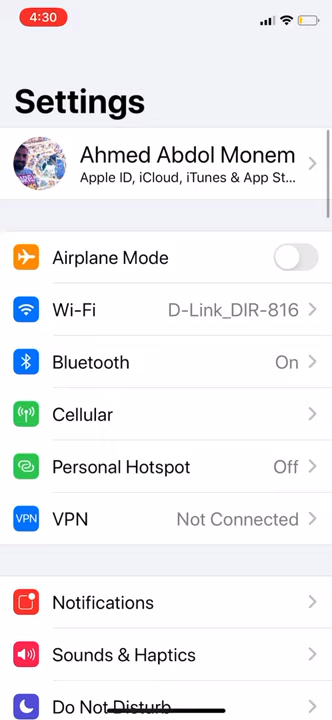 4:30
Settings
Ahmed Abdol Monem
Apple ID, iCloud, iTunes & App St...
Airplane Mode
Wi-Fi D-Link_DIR-816
Bluetooth On
Cellular
Personal Hotspot Off
VPN VPN Not Connected
Notifications
Sounds & Haptics
Do Not Disturb